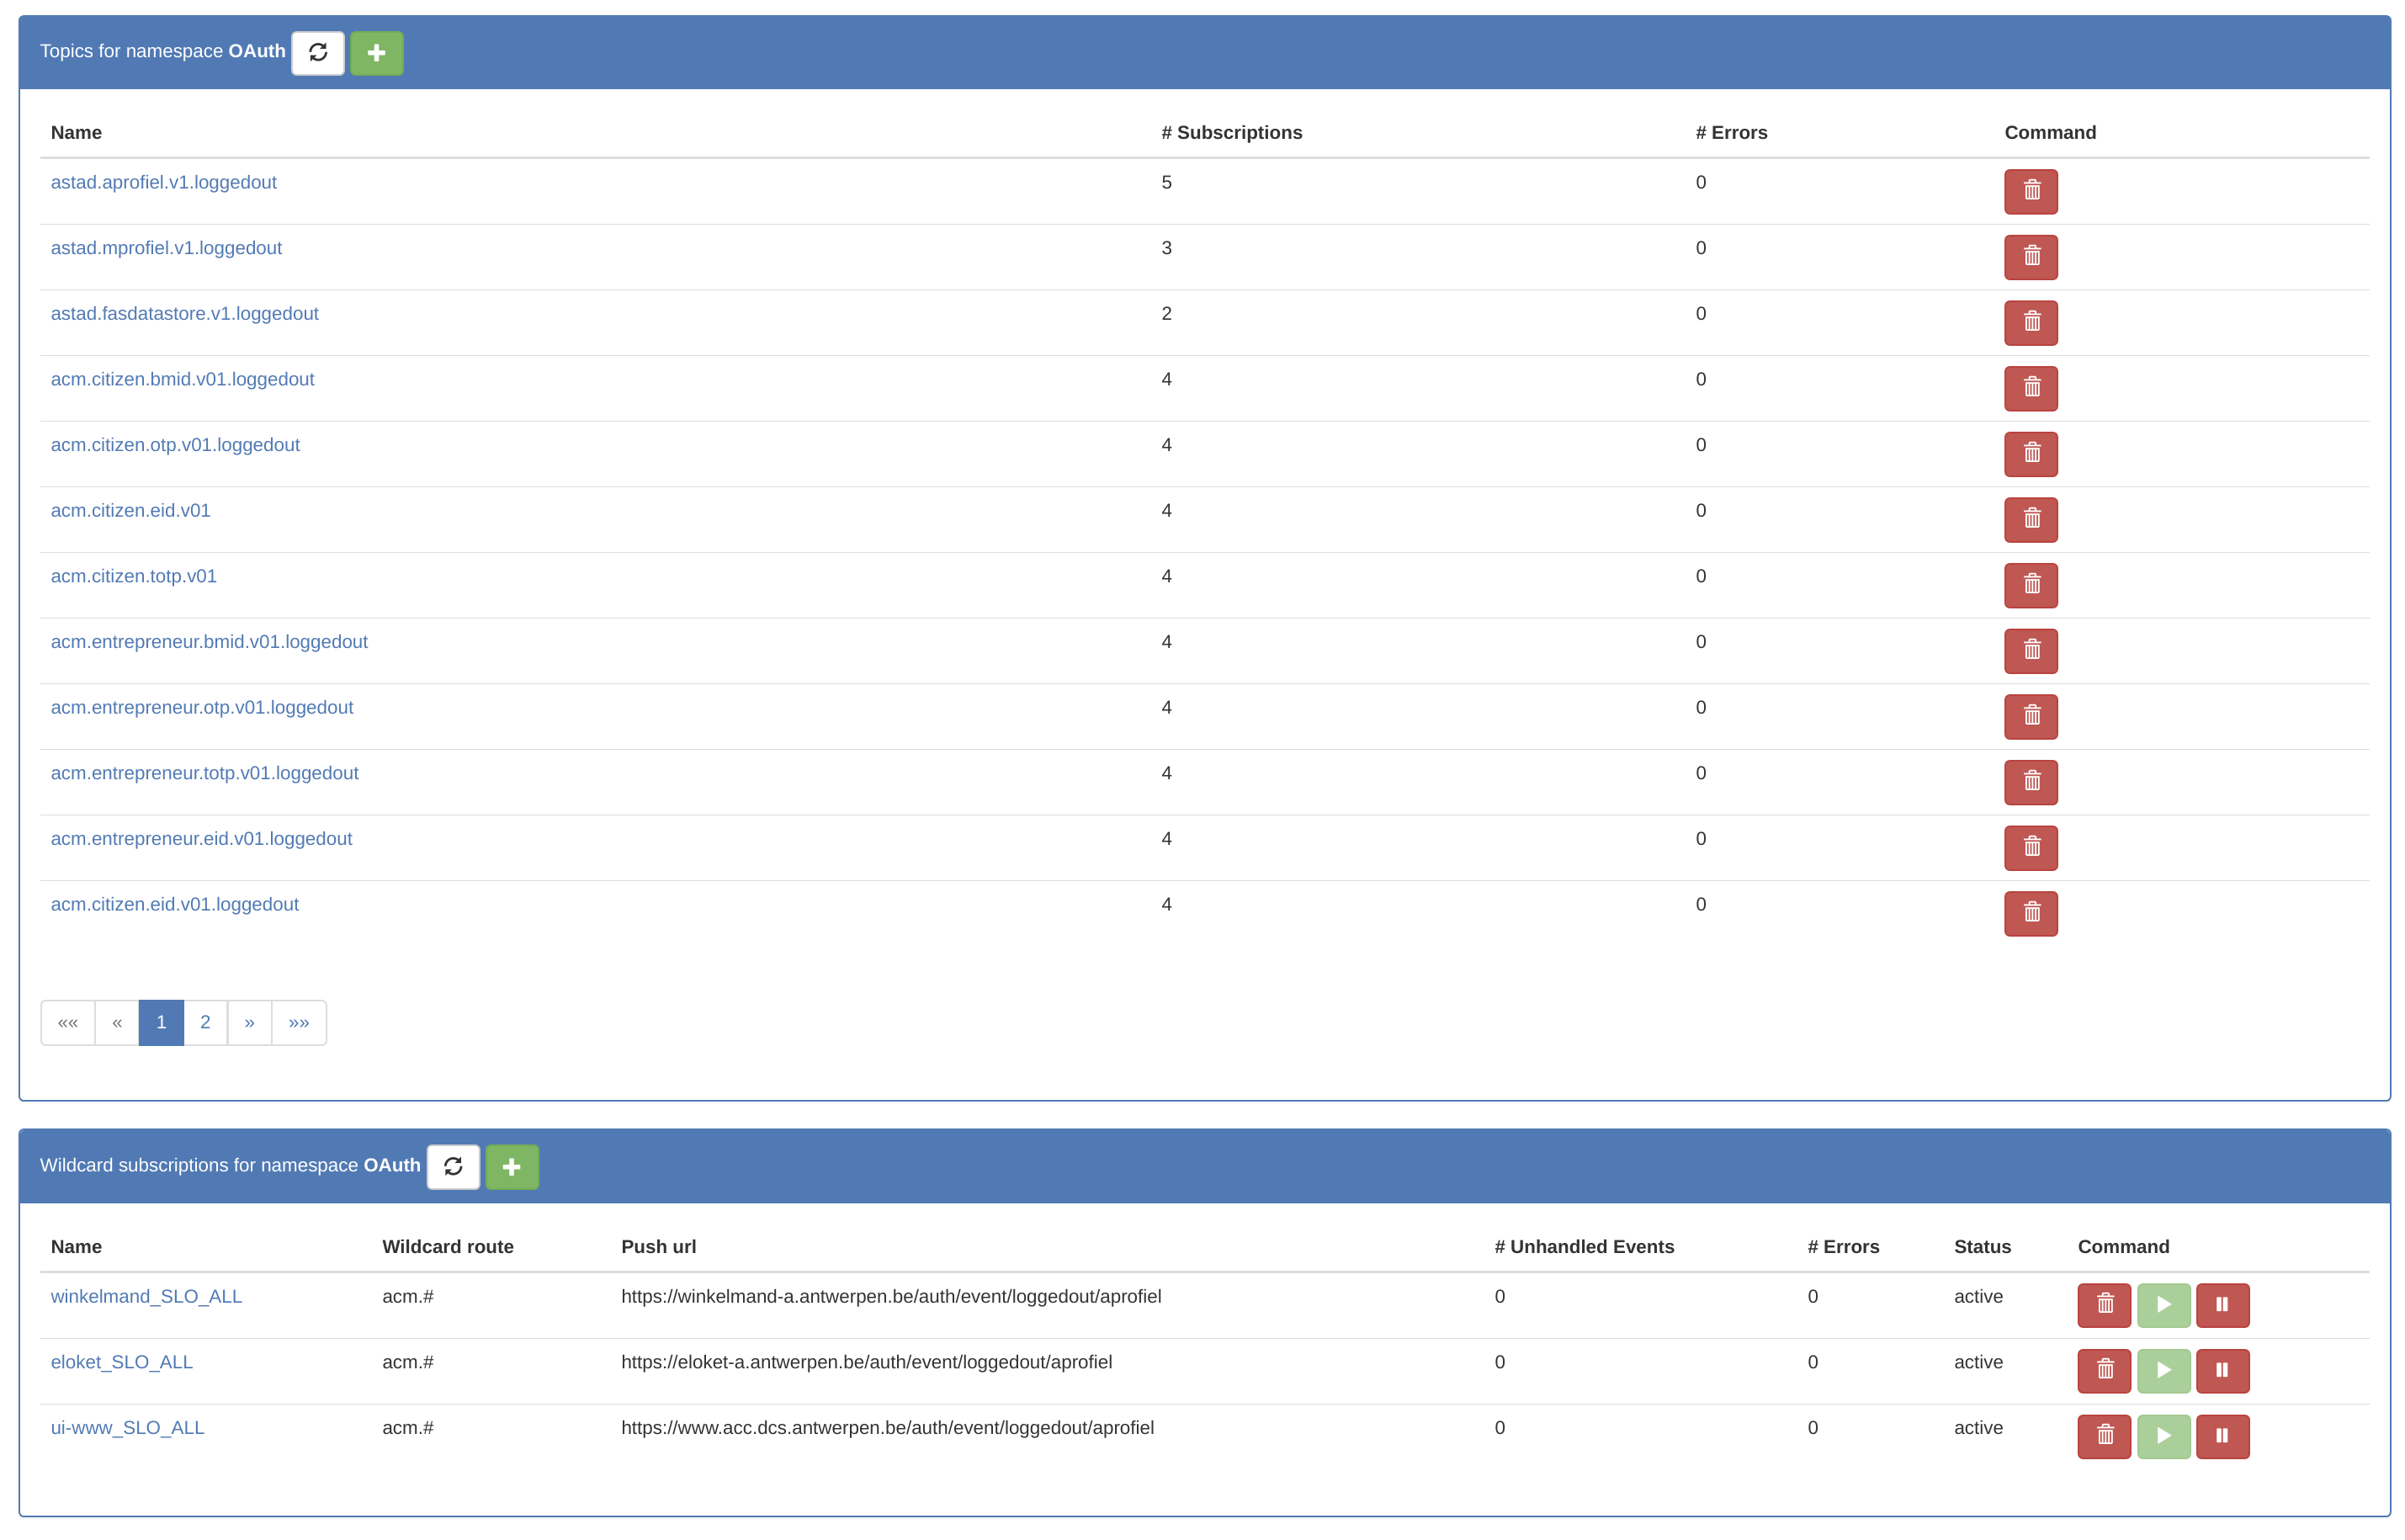 Topics for namespace OAuth
Name # Subscriptions # Errors Command
astad.aprofiel.v1.loggedout 5 0
astad.mprofiel.v1.loggedout 3 0
astad.fasdatastore.v1.loggedout 2 0
acm.citizen.bmid.v01.loggedout 4 0
acm.citizen.otp.v01.loggedout 4 0
acm.citizen.eid.v01 4 0
acm.citizen.totp.v01 4 0
acm.entrepreneur.bmid.v01.loggedout 4 0
acm.entrepreneur.otp.v01.loggedout 4 0
acm.entrepreneur.totp.v01.loggedout 4 0
acm.entrepreneur.eid.v01.loggedout 4 0
acm.citizen.eid.v01.loggedout 4 0
«« « 1 2 » »»
Wildcard subscriptions for namespace OAuth
Name Wildcard route Push url # Unhandled Events # Errors Status Command
winkelmand_SLO_ALL acm.# https://winkelmand-a.antwerpen.be/auth/event/loggedout/aprofiel 0 0 active
eloket_SLO_ALL acm.# https://eloket-a.antwerpen.be/auth/event/loggedout/aprofiel 0 0 active
ui-www_SLO_ALL acm.# https://www.acc.dcs.antwerpen.be/auth/event/loggedout/aprofiel 0 0 active